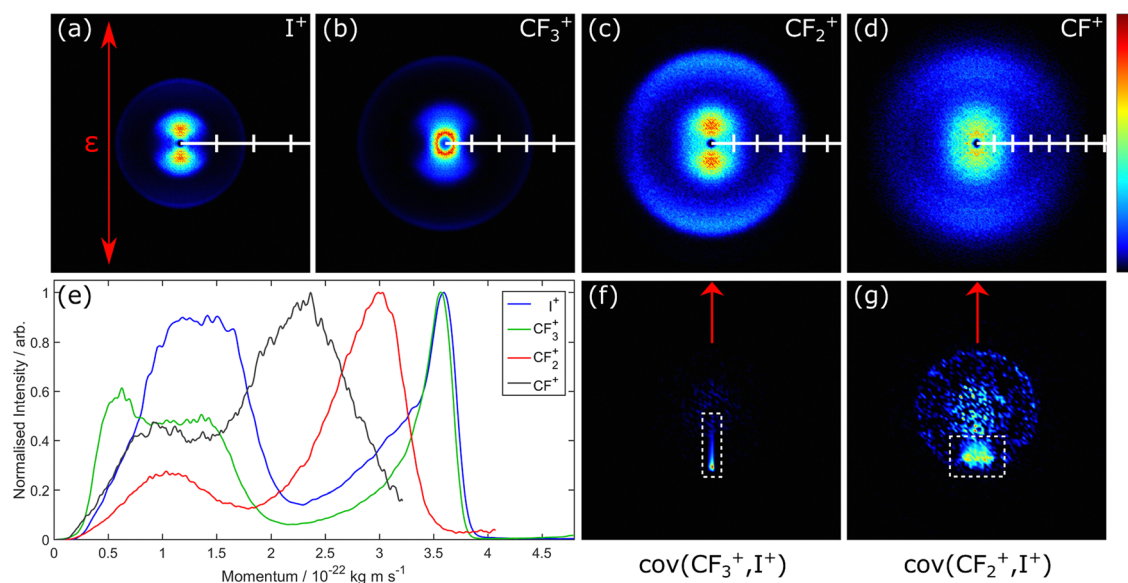 (a) I⁺
(b) CF₃⁺
(c) CF₂⁺
(d) CF⁺
ε
(e)
Normalised Intensity / arb.
1
0.8
0.6
0.4
0.2
0
0 0.5 1 1.5 2 2.5 3 3.5 4 4.5
Momentum / 10⁻²² kg m s⁻¹
I⁺
CF₃⁺
CF₂⁺
CF⁺
(f)
cov(CF₃⁺,I⁺)
(g)
cov(CF₂⁺,I⁺)